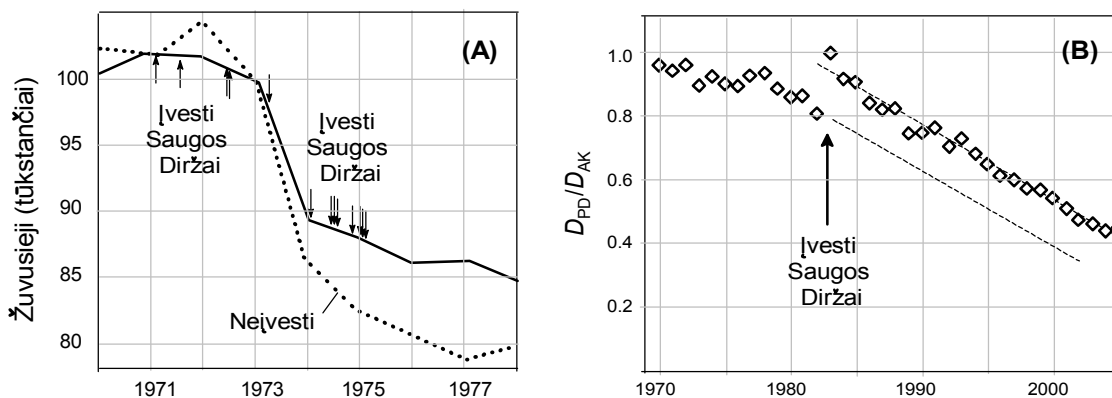 Žuvusieji (tūkstančiai)
100
95
90
85
80
(A)
Įvesti
Saugos
Diržai
Įvesti
Saugos
Diržai
Neįvesti
1971
1973
1975
1977
D_PD/D_AK
1.0
0.8
0.6
0.4
0.2
(B)
Įvesti
Saugos
Diržai
1970
1980
1990
2000